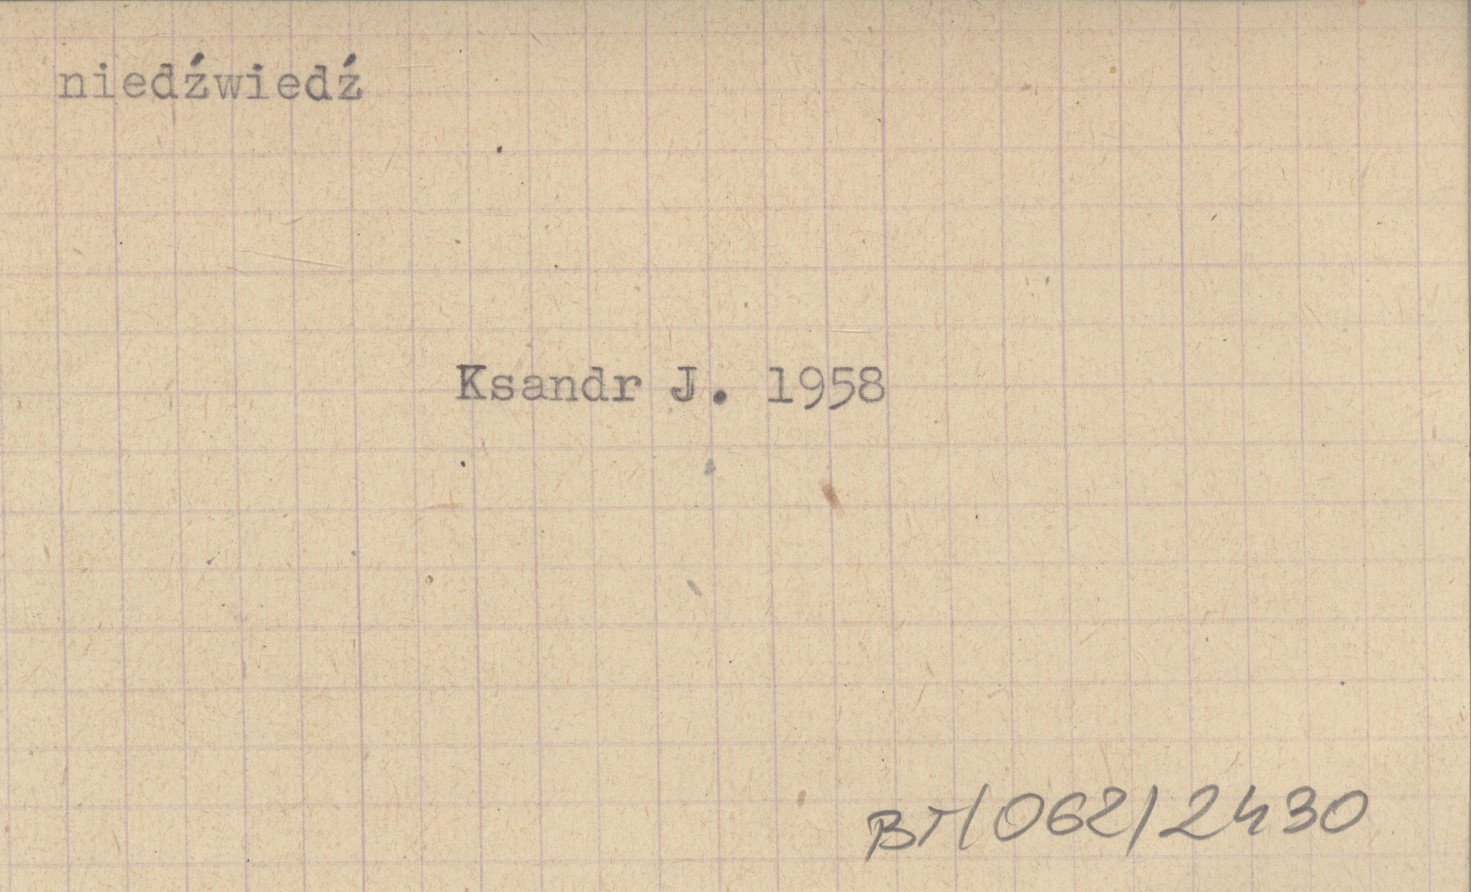 niedźwiedź
Ksandr J. 1958
BT/062/2430